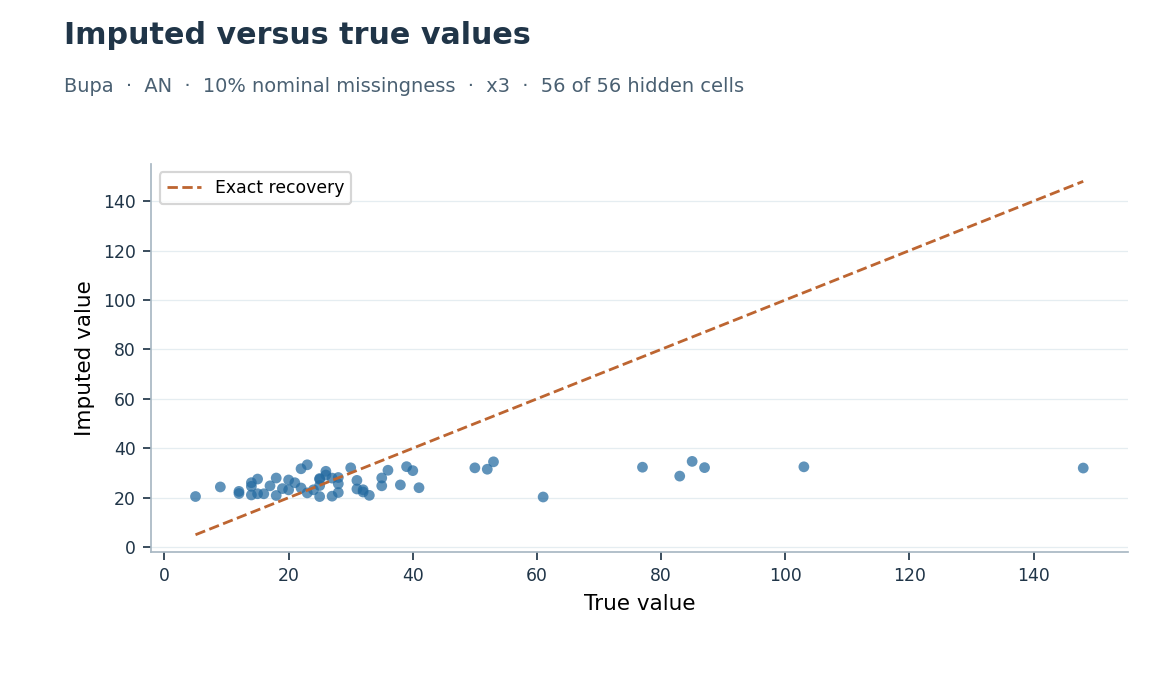 Imputed versus true values
Bupa · AN · 10% nominal missingness · x3 · 56 of 56 hidden cells
Exact recovery
140
120
100
80
60
40
20
0
Imputed value
0 20 40 60 80 100 120 140
True value